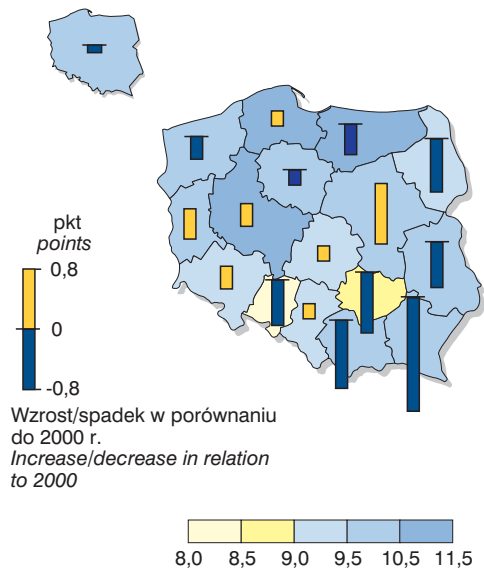 pkt
points
0,8
0
-0,8
Wzrost/spadek w porównaniu
do 2000 r.
Increase/decrease in relation
to 2000
8,0 8,5 9,0 9,5 10,5 11,5